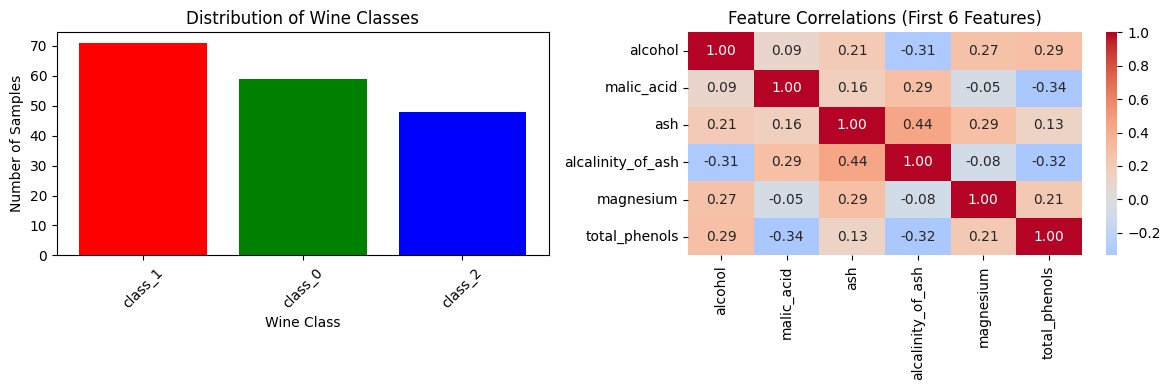 Distribution of Wine Classes
Number of Samples
70
60
50
40
30
20
10
0
class_1 class_0 class_2
Wine Class
Feature Correlations (First 6 Features)
alcohol 1.00 0.09 0.21 -0.31 0.27 0.29
malic_acid 0.09 1.00 0.16 0.29 -0.05 -0.34
ash 0.21 0.16 1.00 0.44 0.29 0.13
alcalinity_of_ash -0.31 0.29 0.44 1.00 -0.08 -0.32
magnesium 0.27 -0.05 0.29 -0.08 1.00 0.21
total_phenols 0.29 -0.34 0.13 -0.32 0.21 1.00
alcohol malic_acid ash alcalinity_of_ash magnesium total_phenols
1.0
0.8
0.6
0.4
0.2
0.0
−0.2